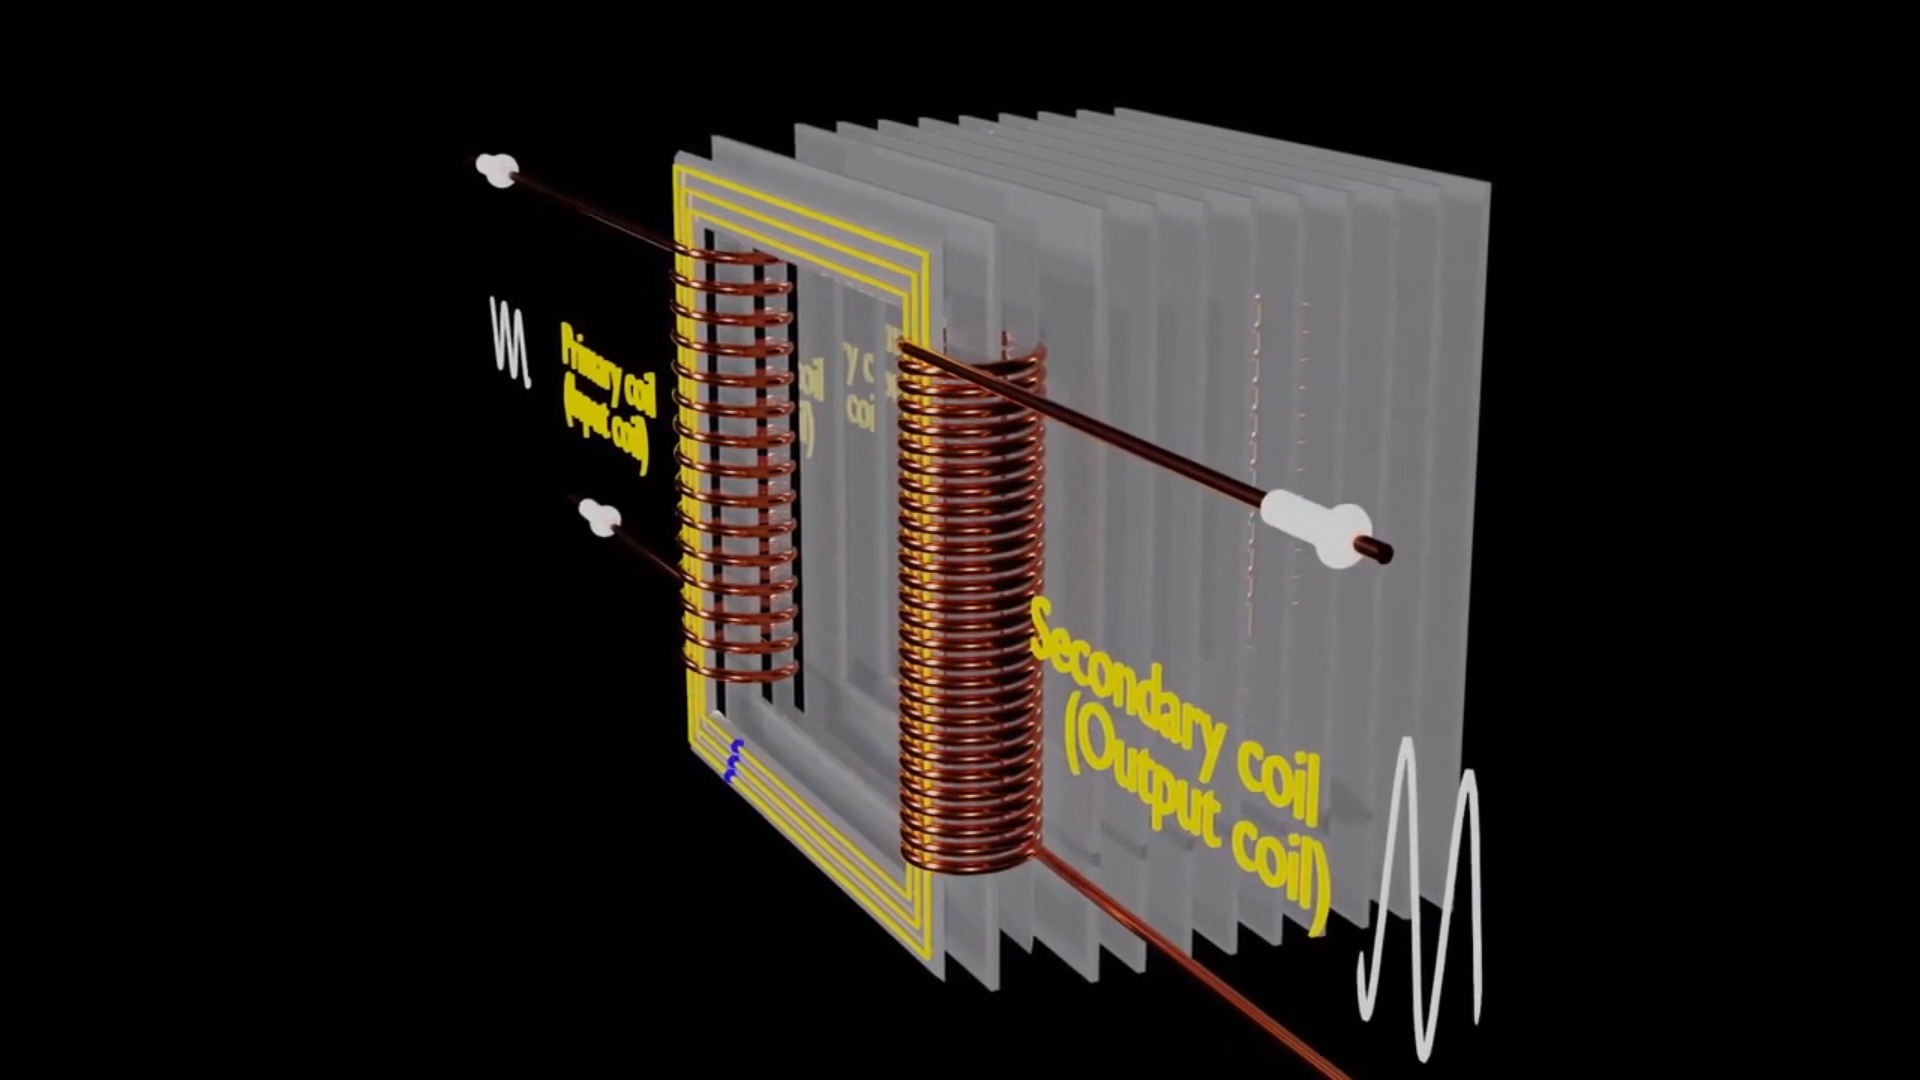 Primary coil
(Input coil)
Secondary coil
(Output coil)